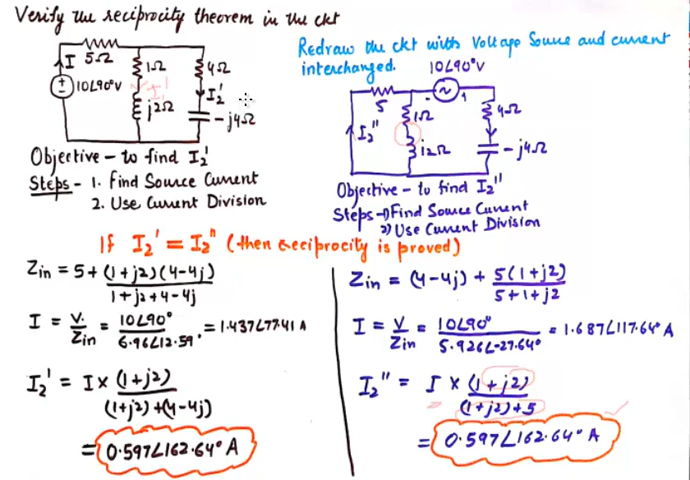 Verify the reciprocity theorem in the ckt
I 5Ω
1Ω
4Ω
10∠90°V
I₂'
j2Ω
-j4Ω
Objective - to find I₂'
Steps - 1. Find Source Current
2. Use Current Division
Redraw the ckt with Voltage Source and current
interchanged. 10∠90°V
5
1Ω
4Ω
I₂"
j2Ω
-j4Ω
Objective - to find I₂"
Steps -1) Find Source Current
2) Use Current Division
If I₂' = I₂" (then reciprocity is proved)
Zin = 5 + (1+j2)(4-4j) / 1+j2+4-4j
I = V / Zin = 10∠90° / 6.96∠12.59° = 1.437∠77.41 A
I₂' = I × (1+j2) / (1+j2)+(4-4j)
= 0.597∠162.64° A
Zin = (4-4j) + 5(1+j2) / 5+1+j2
I = V / Zin = 10∠90° / 5.926∠-27.64° = 1.687∠117.64° A
I₂" = I × (1+j2) / (1+j2)+5
= 0.597∠162.64° A